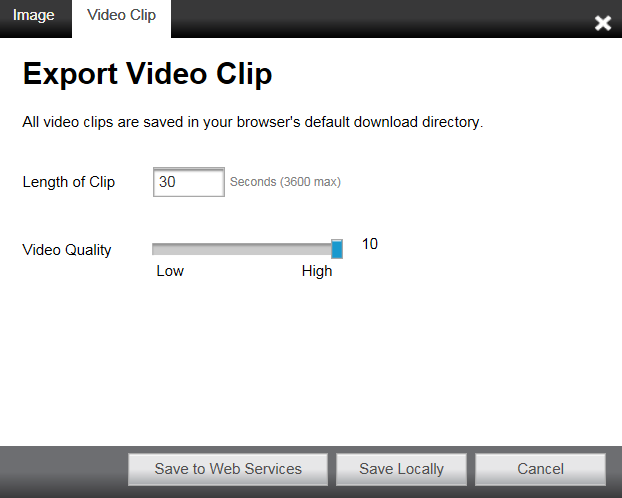 Image Video Clip
Export Video Clip
All video clips are saved in your browser's default download directory.
Length of Clip 30 Seconds (3600 max)
Video Quality 10
Low High
Save to Web Services Save Locally Cancel